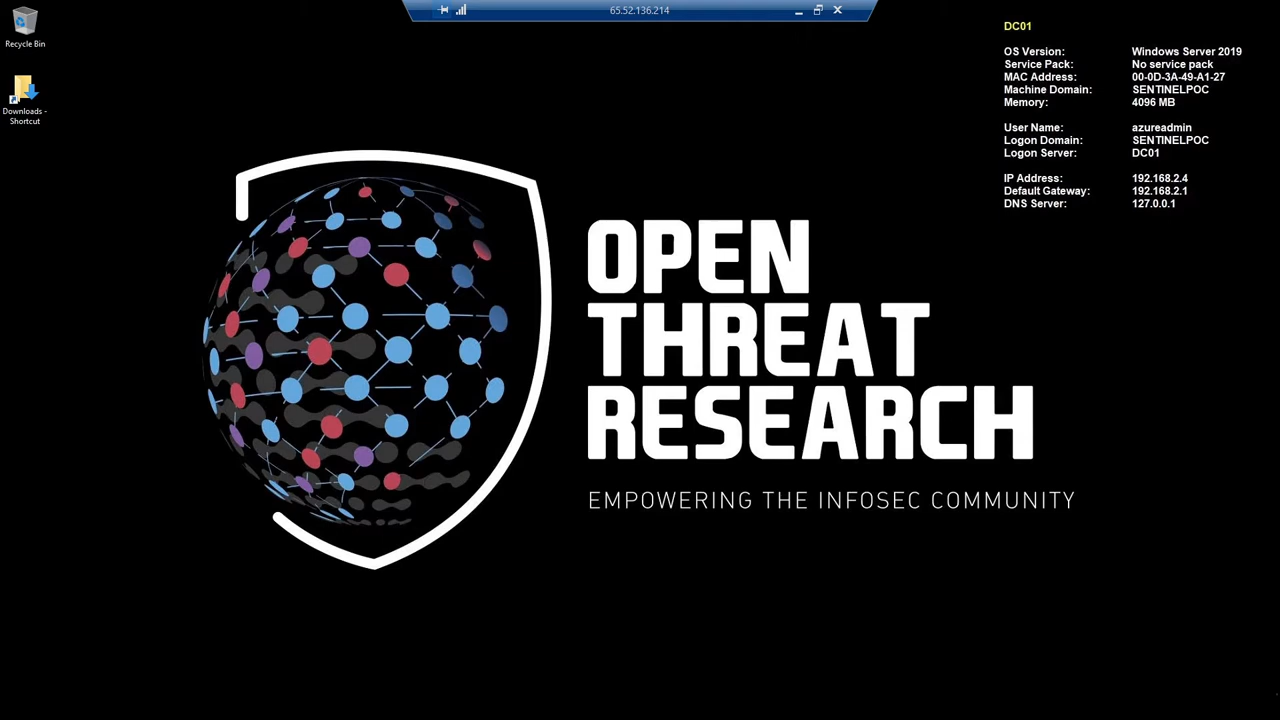 65.52.136.214
Recycle Bin
Downloads -
Shortcut
DC01
OS Version: Windows Server 2019
Service Pack: No service pack
MAC Address: 00-0D-3A-49-A1-27
Machine Domain: SENTINELPOC
Memory: 4096 MB
User Name: azureadmin
Logon Domain: SENTINELPOC
Logon Server: DC01
IP Address: 192.168.2.4
Default Gateway: 192.168.2.1
DNS Server: 127.0.0.1
OPEN
THREAT
RESEARCH
EMPOWERING THE INFOSEC COMMUNITY